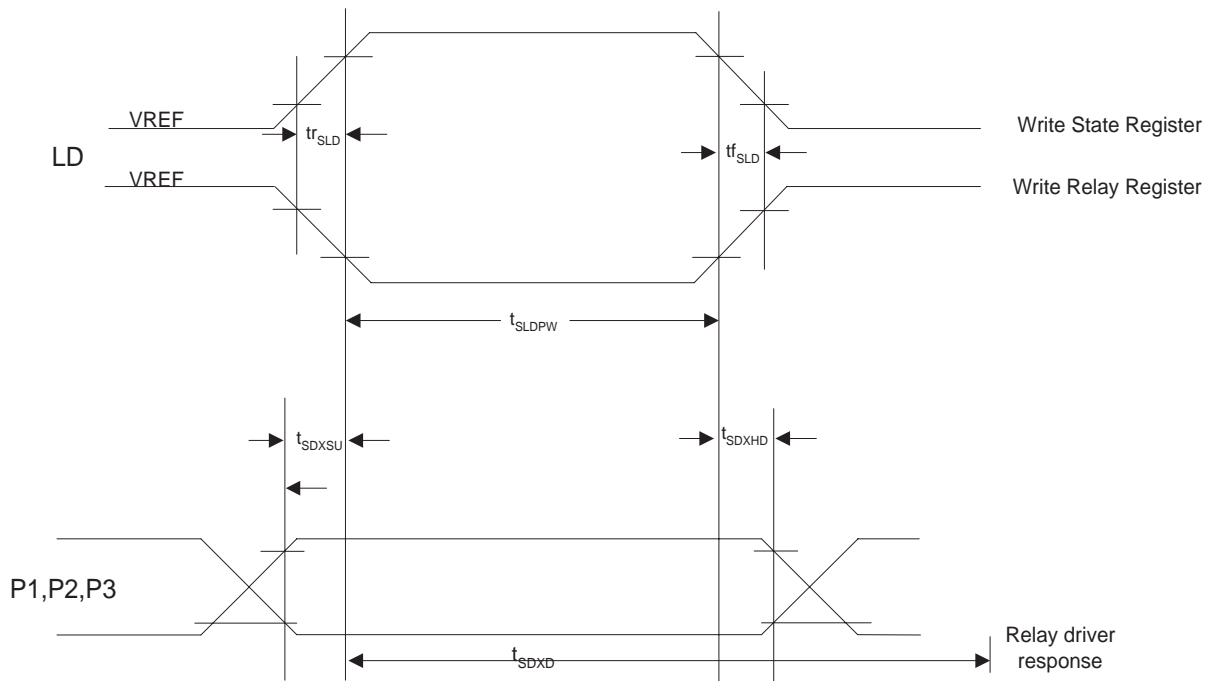 VREF
tr_SLD
tf_SLD
Write State Register
LD
VREF
Write Relay Register
t_SLDPW
t_SDXSU
t_SDXHD
P1,P2,P3
t_SDXD
Relay driver
response